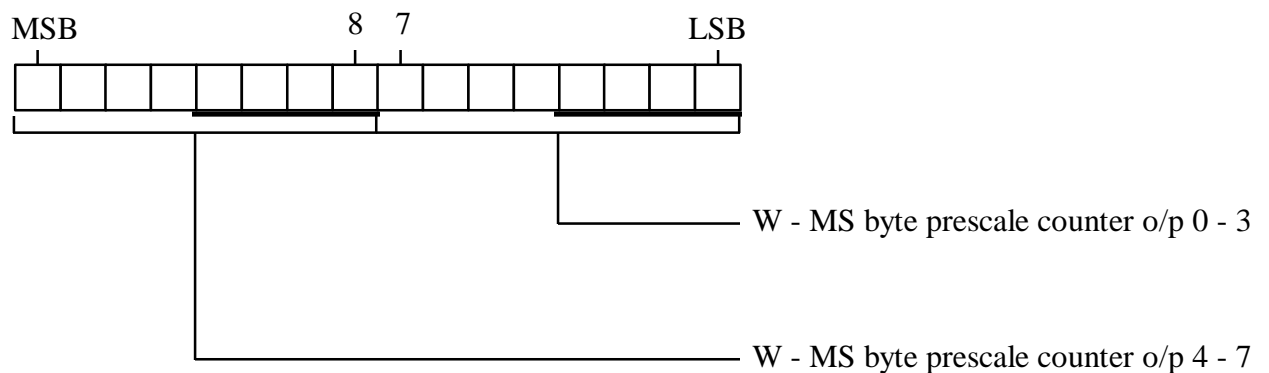 MSB 8 7 LSB
W - MS byte prescale counter o/p 0 - 3
W - MS byte prescale counter o/p 4 - 7